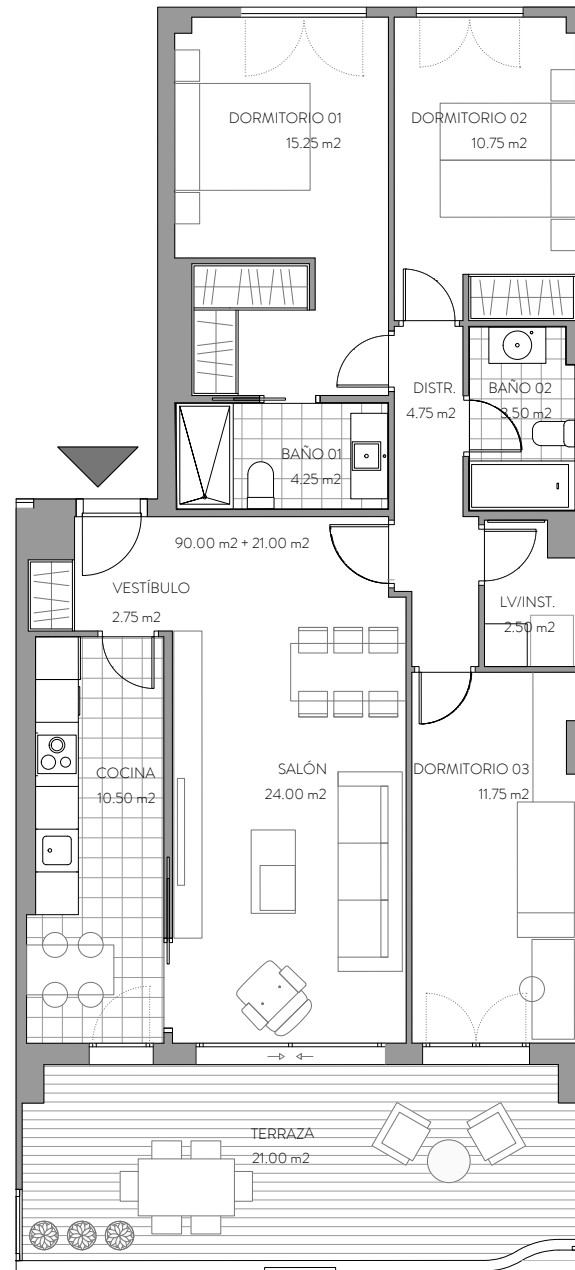 DORMITORIO 01
15.25 m2
DORMITORIO 02
10.75 m2
DISTR.
4.75 m2
BAÑO 02
3.50 m2
BAÑO 01
4.25 m2
90.00 m2 + 21.00 m2
VESTÍBULO
2.75 m2
LV/INST.
2.50 m2
COCINA
10.50 m2
SALÓN
24.00 m2
DORMITORIO 03
11.75 m2
TERRAZA
21.00 m2